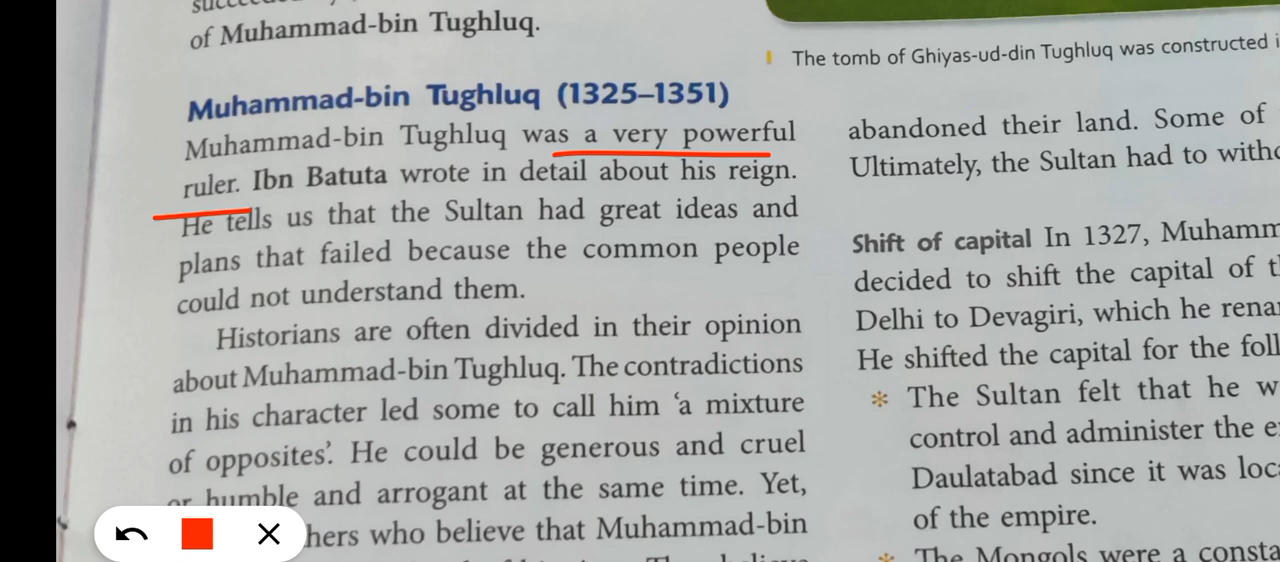 of Muhammad-bin Tughluq.
Muhammad-bin Tughluq (1325–1351)
Muhammad-bin Tughluq was a very powerful
ruler. Ibn Batuta wrote in detail about his reign.
He tells us that the Sultan had great ideas and
plans that failed because the common people
could not understand them.
Historians are often divided in their opinion
about Muhammad-bin Tughluq. The contradictions
in his character led some to call him ‘a mixture
of opposites’. He could be generous and cruel
or humble and arrogant at the same time. Yet,
who believe that Muhammad-bin
The tomb of Ghiyas-ud-din Tughluq was constructed
abandoned their land. Some of
Ultimately, the Sultan had to
Shift of capital In 1327,
decided to shift the capital of
Delhi to Devagiri, which he
He shifted the capital for the
* The Sultan felt that he
control and administer the
Daulatabad since it was
of the empire.
* The Mongols were a